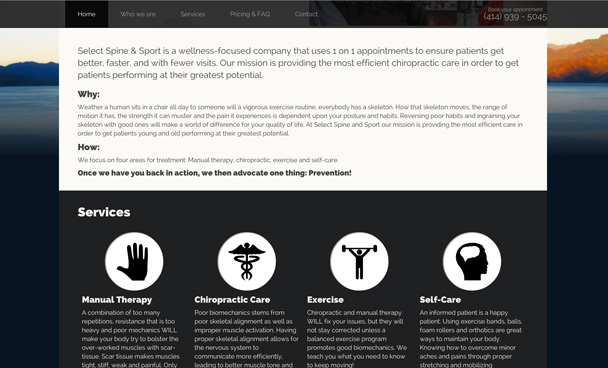 Home Who we are Services Pricing & FAQ Contact
Book your appointment
(414) 939 - 5045
Select Spine & Sport is a wellness-focused company that uses 1 on 1 appointments to ensure patients get
better, faster, and with fewer visits. Our mission is providing the most efficient chiropractic care in order to get
patients performing at their greatest potential.
Why:
Weather a human sits in a chair all day to someone will a vigorous exercise routine, everybody has a skeleton. How that skeleton moves, the range of
motion it has, the strength it can muster and the pain it experiences is dependent upon your posture and habits. Reversing poor habits and ingraining your
skeleton with good ones will make a world of difference for your quality of life. At Select Spine and Sport our mission is providing the most efficient care in
order to get patients young and old performing at their greatest potential.
How:
We focus on four areas for treatment: Manual therapy, chiropractic, exercise and self-care.
Once we have you back in action, we then advocate one thing: Prevention!
Services
Manual Therapy
A combination of too many
repetitions, resistance that is too
heavy and poor mechanics WILL
make your body try to bolster the
over-worked muscles with scar-
tissue. Scar tissue makes muscles
tight, stiff, weak and painful. Only
Chiropractic Care
Poor biomechanics stems from
poor skeletal alignment as well as
improper muscle activation. Having
proper skeletal alignment allows for
the nervous system to
communicate more efficiently,
leading to better muscle tone and
Exercise
Chiropractic and manual therapy
WILL fix your issues, but they will
not stay corrected unless a
balanced exercise program
promotes good biomechanics. We
teach you what you need to know
to keep moving!
Self-Care
An informed patient is a happy
patient. Using exercise bands, balls,
foam rollers and orthotics are great
ways to maintain your body.
Knowing how to overcome minor
aches and pains through proper
stretching and mobilizing